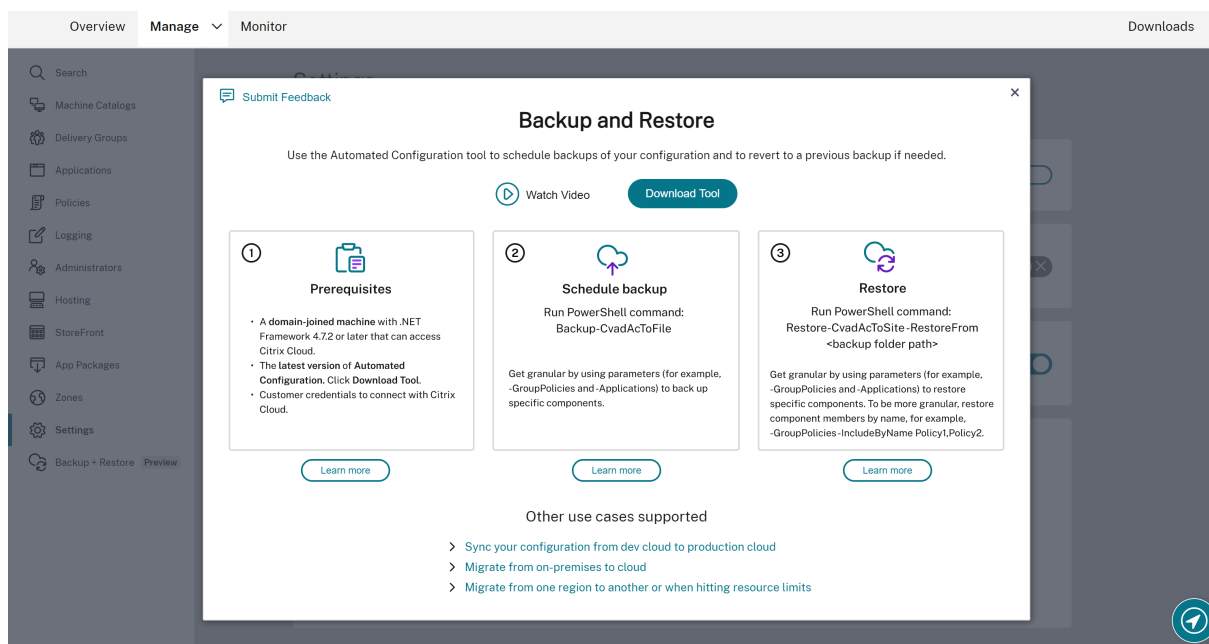 Overview
Manage
Monitor
Downloads
Search
Machine Catalogs
Delivery Groups
Applications
Policies
Logging
Administrators
Hosting
StoreFront
App Packages
Zones
Settings
Backup + Restore Preview
Submit Feedback
Backup and Restore
Use the Automated Configuration tool to schedule backups of your configuration and to revert to a previous backup if needed.
Watch Video
Download Tool
1
Prerequisites
• A domain-joined machine with .NET
Framework 4.7.2 or later that can access
Citrix Cloud.
• The latest version of Automated
Configuration. Click Download Tool.
• Customer credentials to connect with Citrix
Cloud.
Learn more
2
Schedule backup
Run PowerShell command:
Backup-CvadAcToFile
Get granular by using parameters (for example,
-GroupPolicies and -Applications) to back up
specific components.
Learn more
3
Restore
Run PowerShell command:
Restore-CvadAcToSite -RestoreFrom
<backup folder path>
Get granular by using parameters (for example,
-GroupPolicies and -Applications) to restore
specific components. To be more granular, restore
component members by name, for example,
-GroupPolicies -IncludeByName Policy1,Policy2.
Learn more
Other use cases supported
Sync your configuration from dev cloud to production cloud
Migrate from on-premises to cloud
Migrate from one region to another or when hitting resource limits